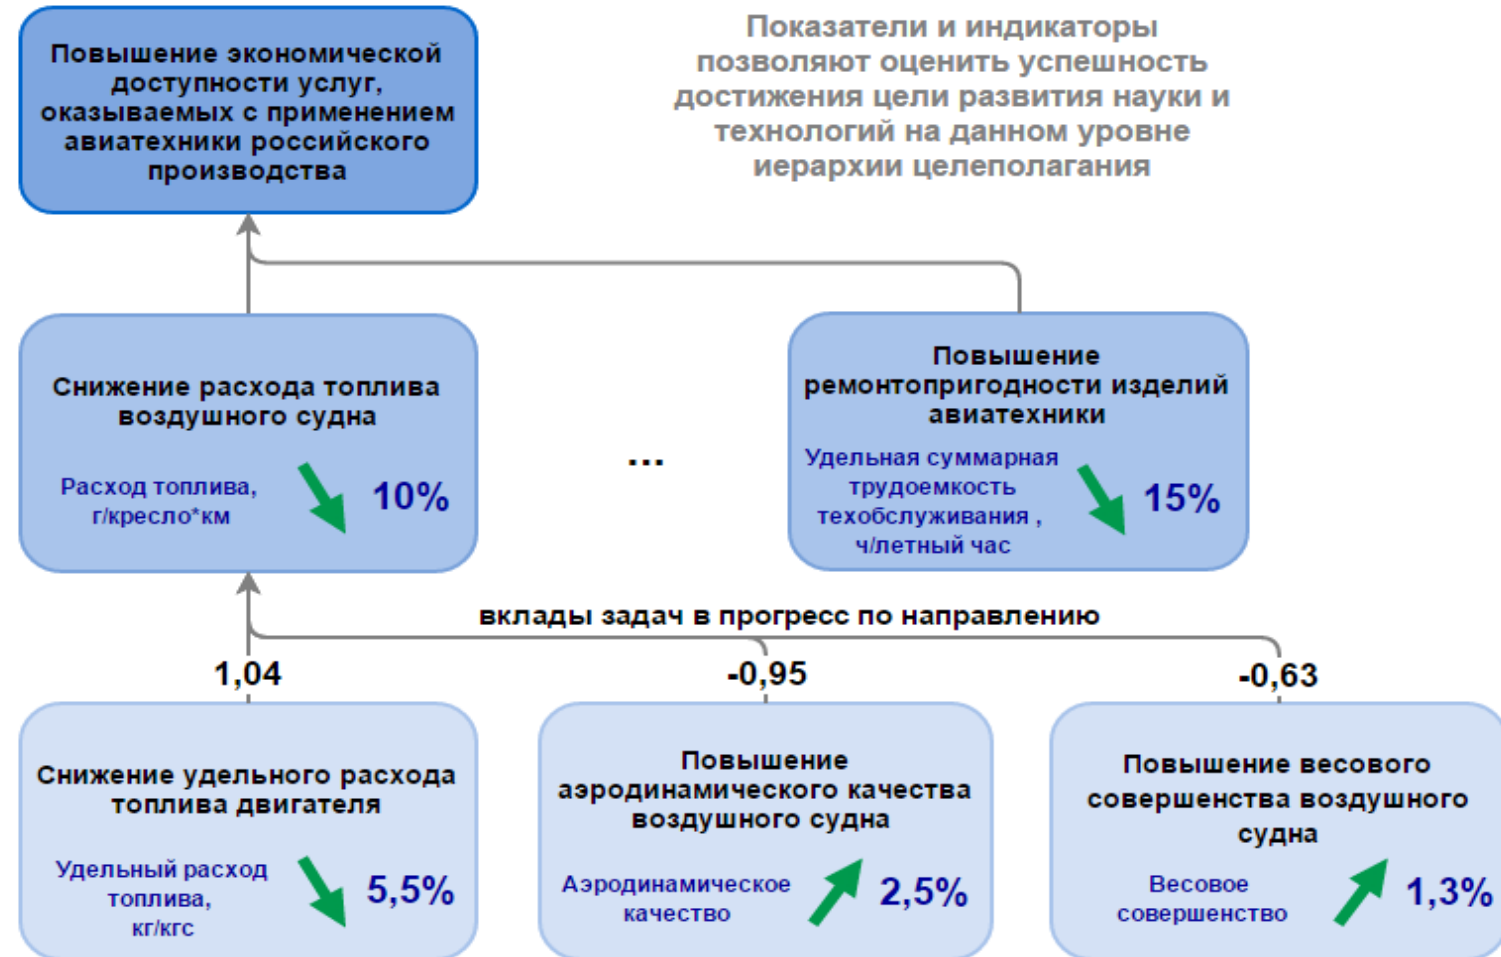 Повышение экономической
доступности услуг,
оказываемых с применением
авиатехники российского
производства
Показатели и индикаторы
позволяют оценить успешность
достижения цели развития науки и
технологий на данном уровне
иерархии целеполагания
Снижение расхода топлива
воздушного судна
Расход топлива,
г/кресло*км
10%
...
Повышение
ремонтопригодности изделий
авиатехники
Удельная суммарная
трудоемкость
техобслуживания ,
ч/летный час
15%
вклады задач в прогресс по направлению
1,04
-0,95
-0,63
Снижение удельного расхода
топлива двигателя
Удельный расход
топлива,
кг/кгс
5,5%
Повышение
аэродинамического качества
воздушного судна
Аэродинамическое
качество
2,5%
Повышение весового
совершенства воздушного
судна
Весовое
совершенство
1,3%